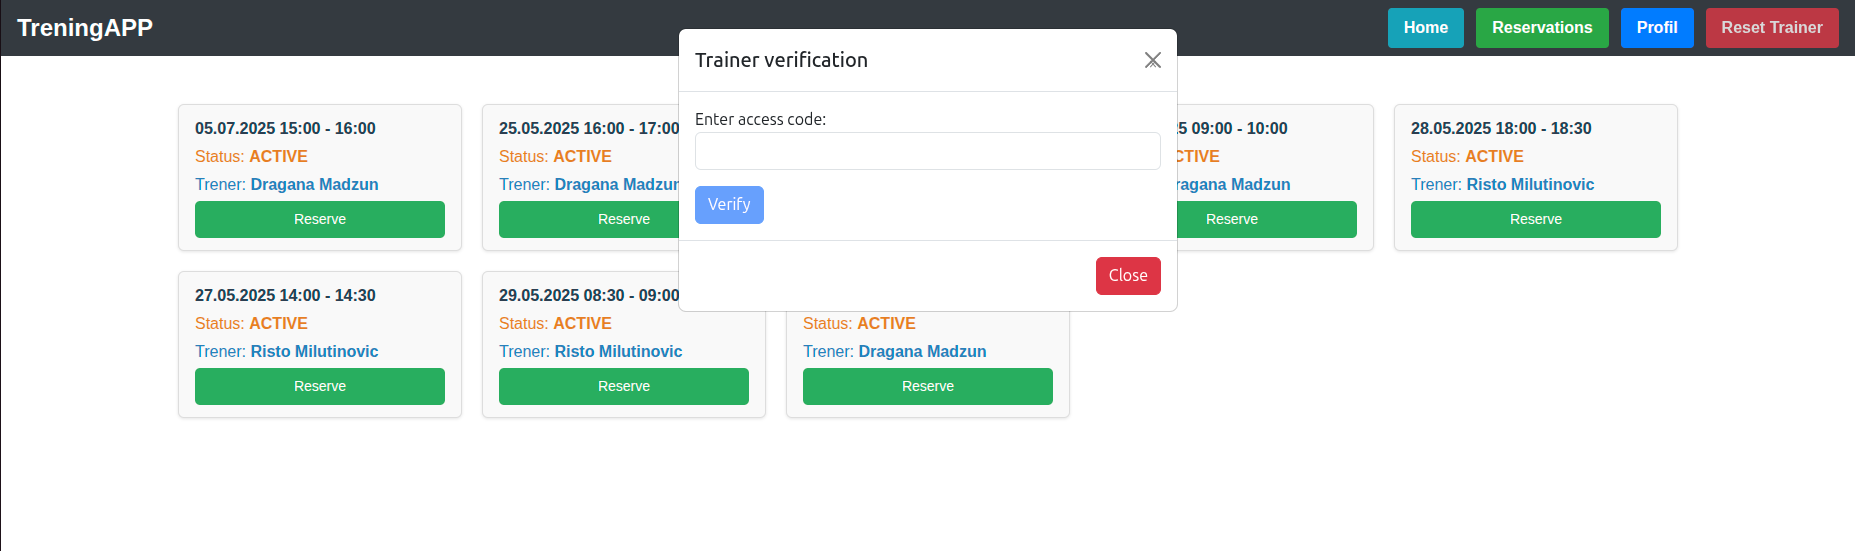 TreningAPP
Home
Reservations
Profil
Reset Trainer
Trainer verification
Enter access code:
Verify
Close
05.07.2025 15:00 - 16:00
Status: ACTIVE
Trener: Dragana Madzun
Reserve
25.05.2025 16:00 - 17:00
Status: ACTIVE
Trener: Dragana Madzun
Reserve
09:00 - 10:00
Reserve
28.05.2025 18:00 - 18:30
Status: ACTIVE
Trener: Risto Milutinovic
Reserve
27.05.2025 14:00 - 14:30
Status: ACTIVE
Trener: Risto Milutinovic
Reserve
29.05.2025 08:30 - 09:00
Status: ACTIVE
Trener: Risto Milutinovic
Reserve
Status: ACTIVE
Trener: Dragana Madzun
Reserve